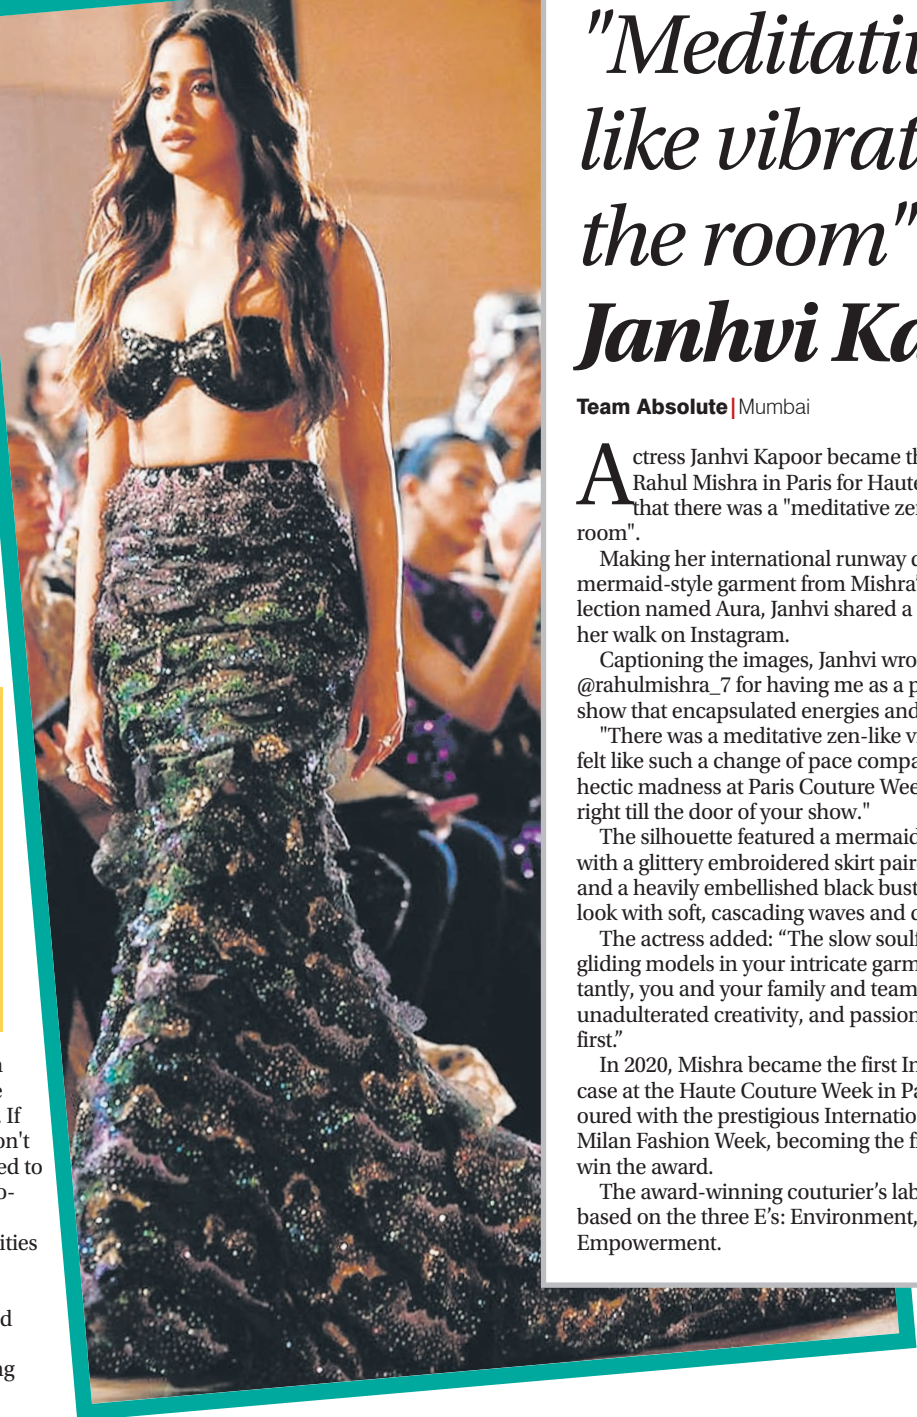 "Meditativ
like vibrat
the room"
Janhvi Ka
Team Absolute|Mumbai
Actress Janhvi Kapoor became th
Rahul Mishra in Paris for Haute
that there was a "meditative ze
room".
Making her international runway
mermaid-style garment from Mishra'
lection named Aura, Janhvi shared a
her walk on Instagram.
Captioning the images, Janhvi wro
@rahulmishra_7 for having me as a p
show that encapsulated energies and
"There was a meditative zen-like v
felt like such a change of pace compa
hectic madness at Paris Couture Wee
right till the door of your show."
The silhouette featured a mermaid
with a glittery embroidered skirt pair
and a heavily embellished black bust
look with soft, cascading waves and
The actress added: “The slow soulf
gliding models in your intricate garm
tantly, you and your family and team
unadulterated creativity, and passion
first.”
In 2020, Mishra became the first In
case at the Haute Couture Week in Pa
oured with the prestigious Internatio
Milan Fashion Week, becoming the fi
win the award.
The award-winning couturier’s lab
based on the three E’s: Environment,
Empowerment.
If
on't
ed to
o-
ities
d
ng